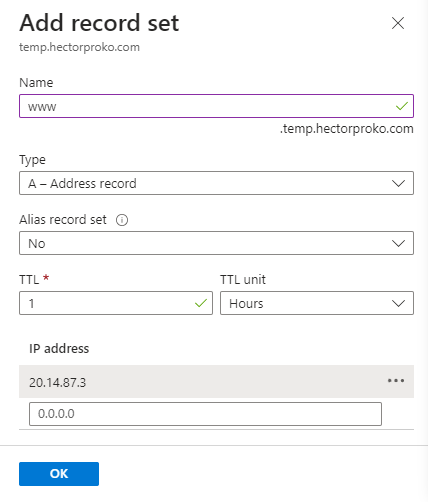 Add record set
temp.hectorproko.com
Name
www
.temp.hectorproko.com
Type
A – Address record
Alias record set
No
TTL * TTL unit
1 Hours
IP address
20.14.87.3
0.0.0.0
OK